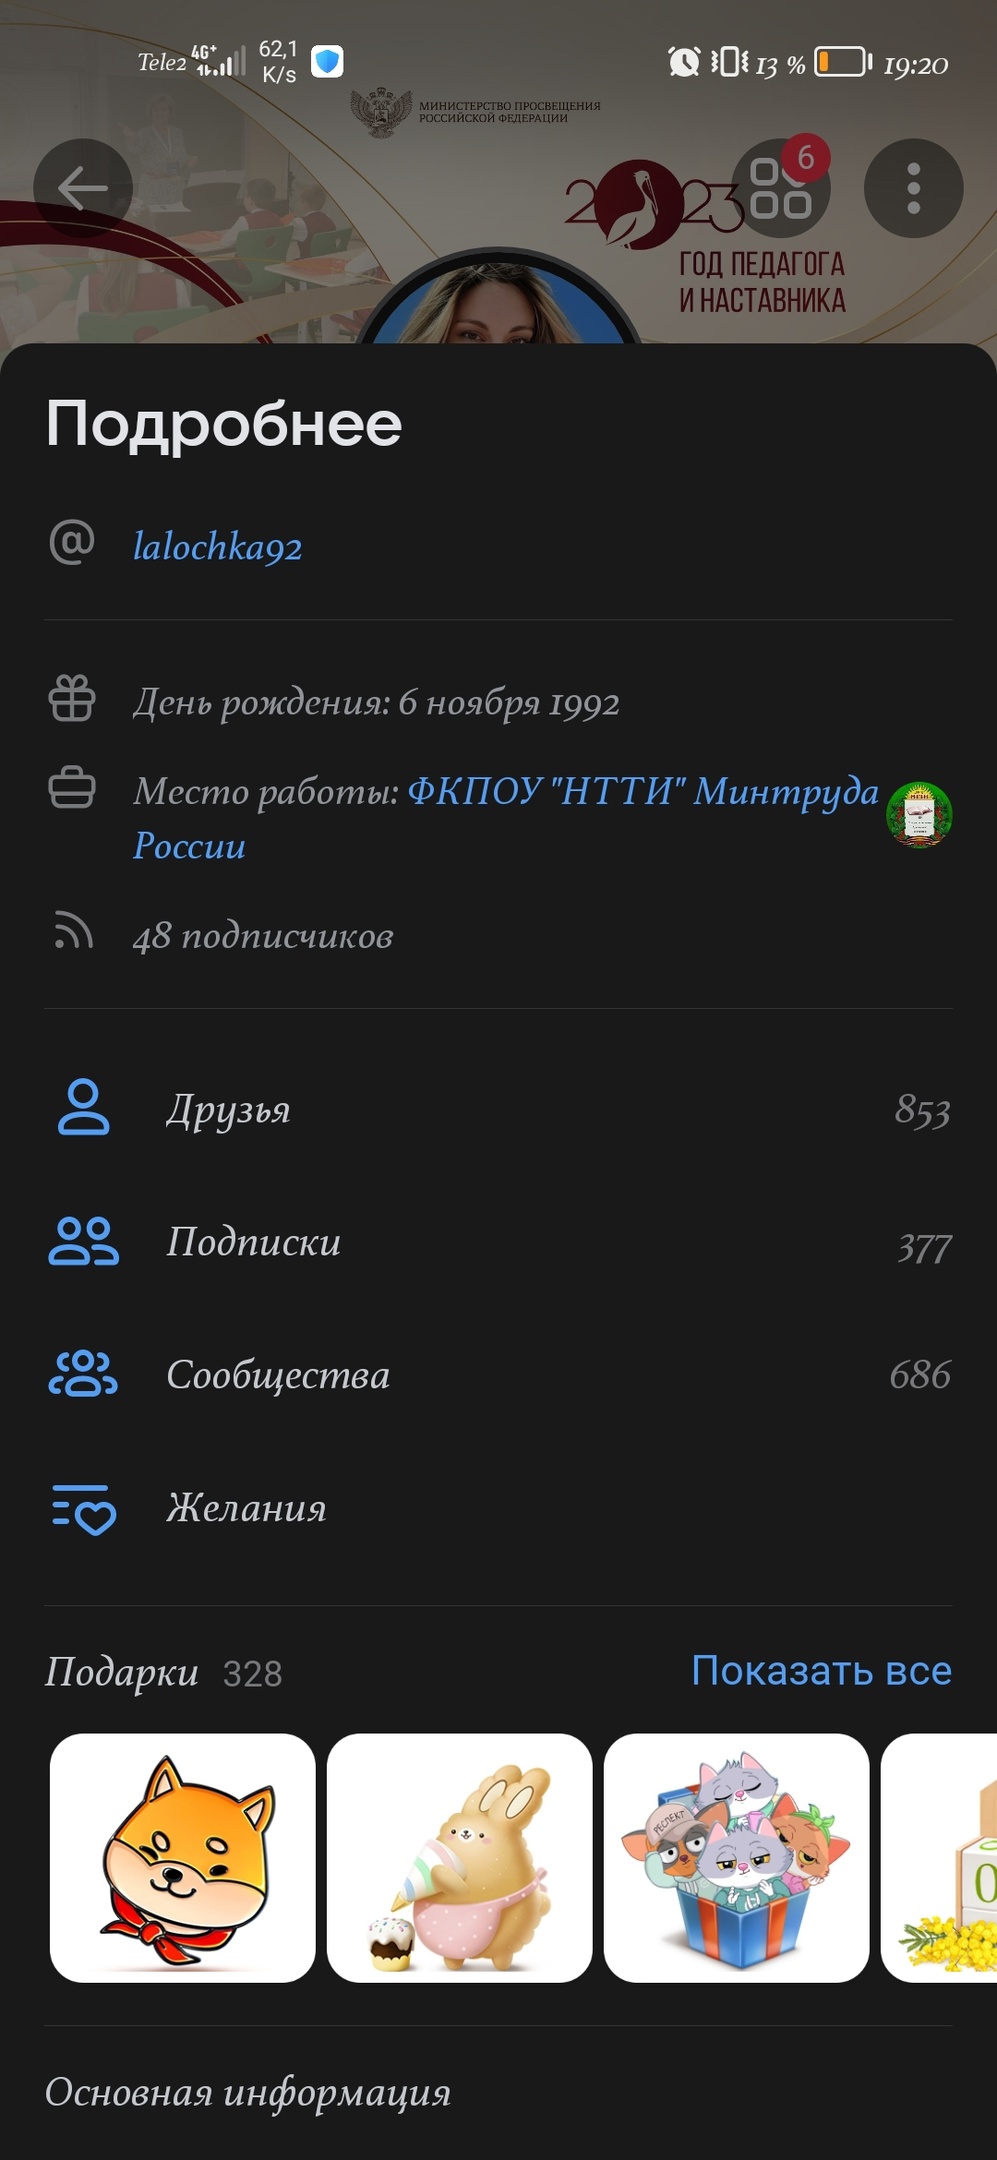 Tele2 4G+ 62,1 K/s 13 % 19:20
МИНИСТЕРСТВО ПРОСВЕЩЕНИЯ
РОССИЙСКОЙ ФЕДЕРАЦИИ
6
2023
ГОД ПЕДАГОГА
И НАСТАВНИКА
Подробнее
@ lalochka92
День рождения: 6 ноября 1992
Место работы: ФКПОУ "НТТИ" Минтруда
России
48 подписчиков
Друзья 853
Подписки 377
Сообщества 686
Желания
Подарки 328 Показать все
РЕСПЕКТ
0
Основная информация